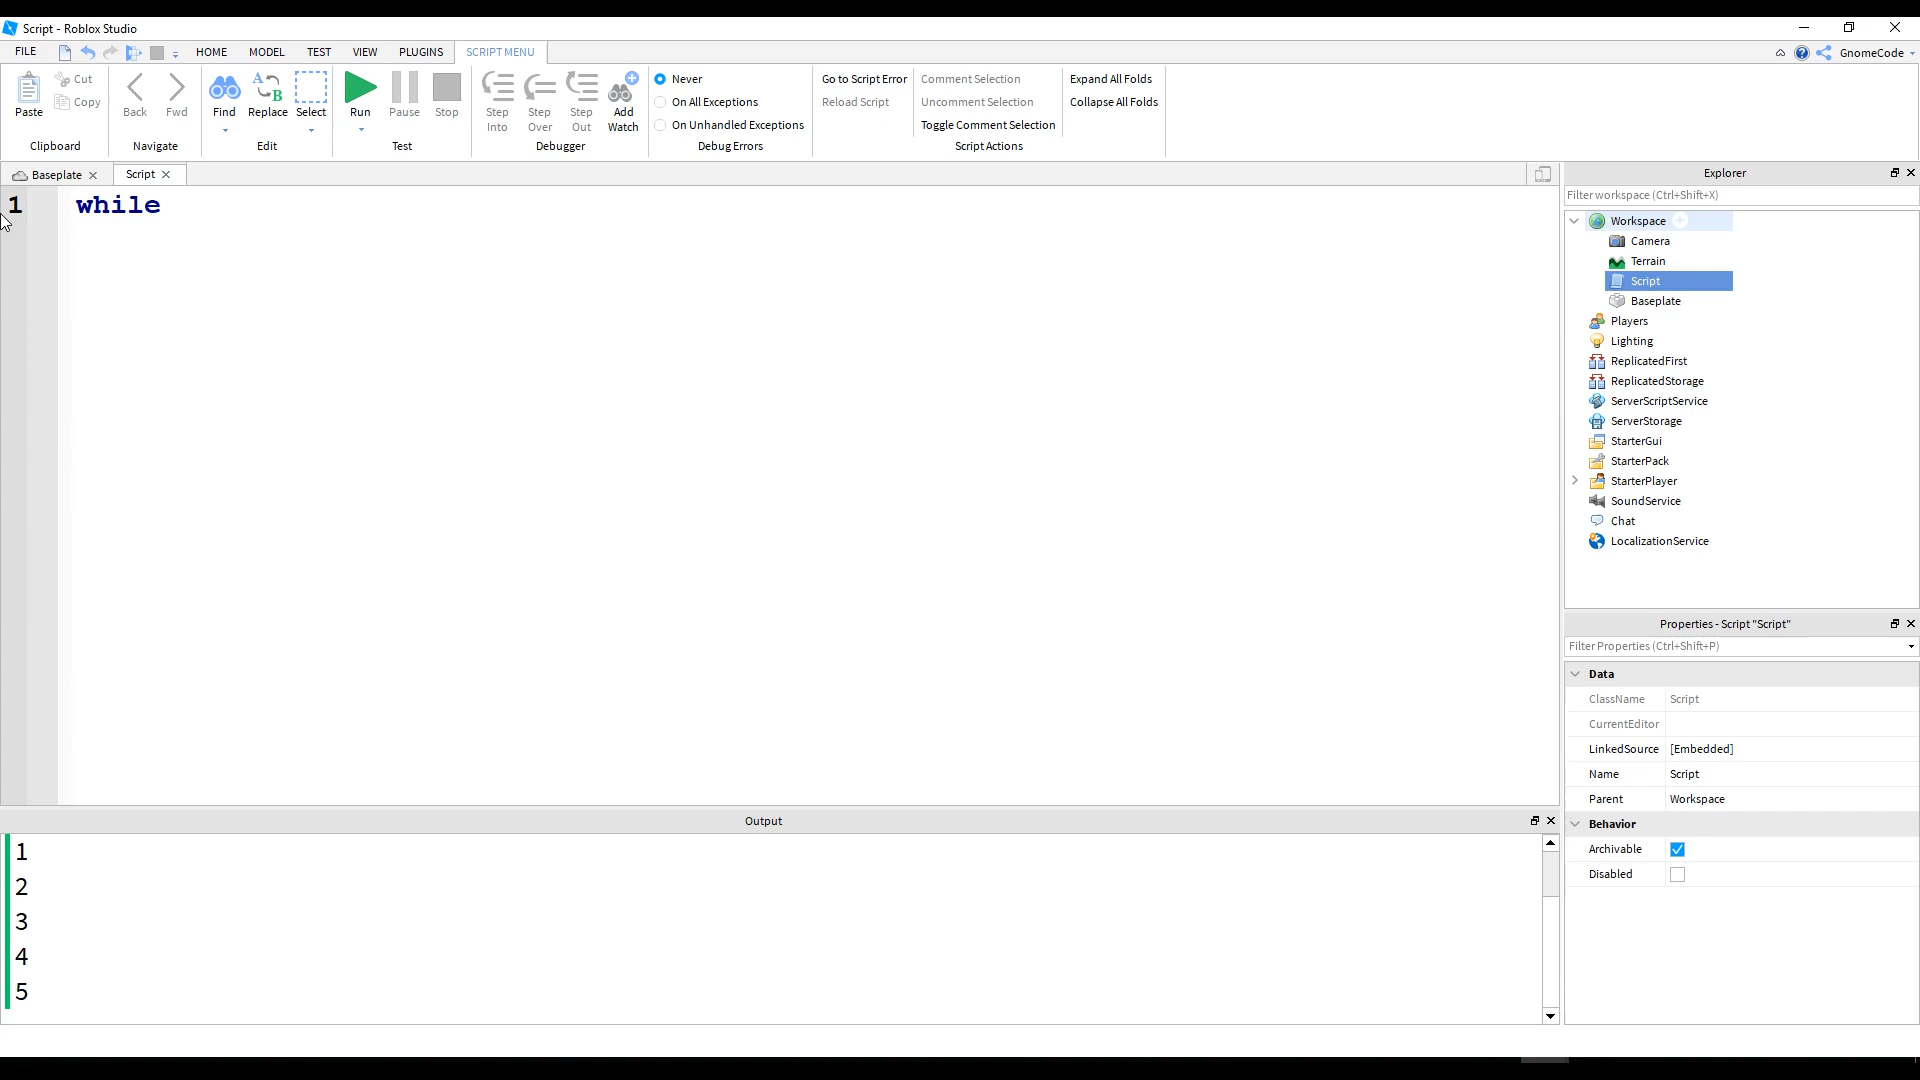 Script - Roblox Studio
FILE HOME MODEL TEST VIEW PLUGINS SCRIPT MENU GnomeCode
Paste Cut Copy Clipboard
Back Fwd Navigate
Find Replace Select Edit
Run Pause Stop Test
Step Into Step Over Step Out Add Watch Debugger
Never
On All Exceptions
On Unhandled Exceptions
Debug Errors
Go to Script Error
Reload Script
Comment Selection
Uncomment Selection
Toggle Comment Selection
Script Actions
Expand All Folds
Collapse All Folds
Baseplate Script
1 while
Output
1
2
3
4
5
Explorer
Filter workspace (Ctrl+Shift+X)
Workspace
Camera
Terrain
Script
Baseplate
Players
Lighting
ReplicatedFirst
ReplicatedStorage
ServerScriptService
ServerStorage
StarterGui
StarterPack
StarterPlayer
SoundService
Chat
LocalizationService
Properties - Script "Script"
Filter Properties (Ctrl+Shift+P)
Data
ClassName Script
CurrentEditor
LinkedSource [Embedded]
Name Script
Parent Workspace
Behavior
Archivable
Disabled